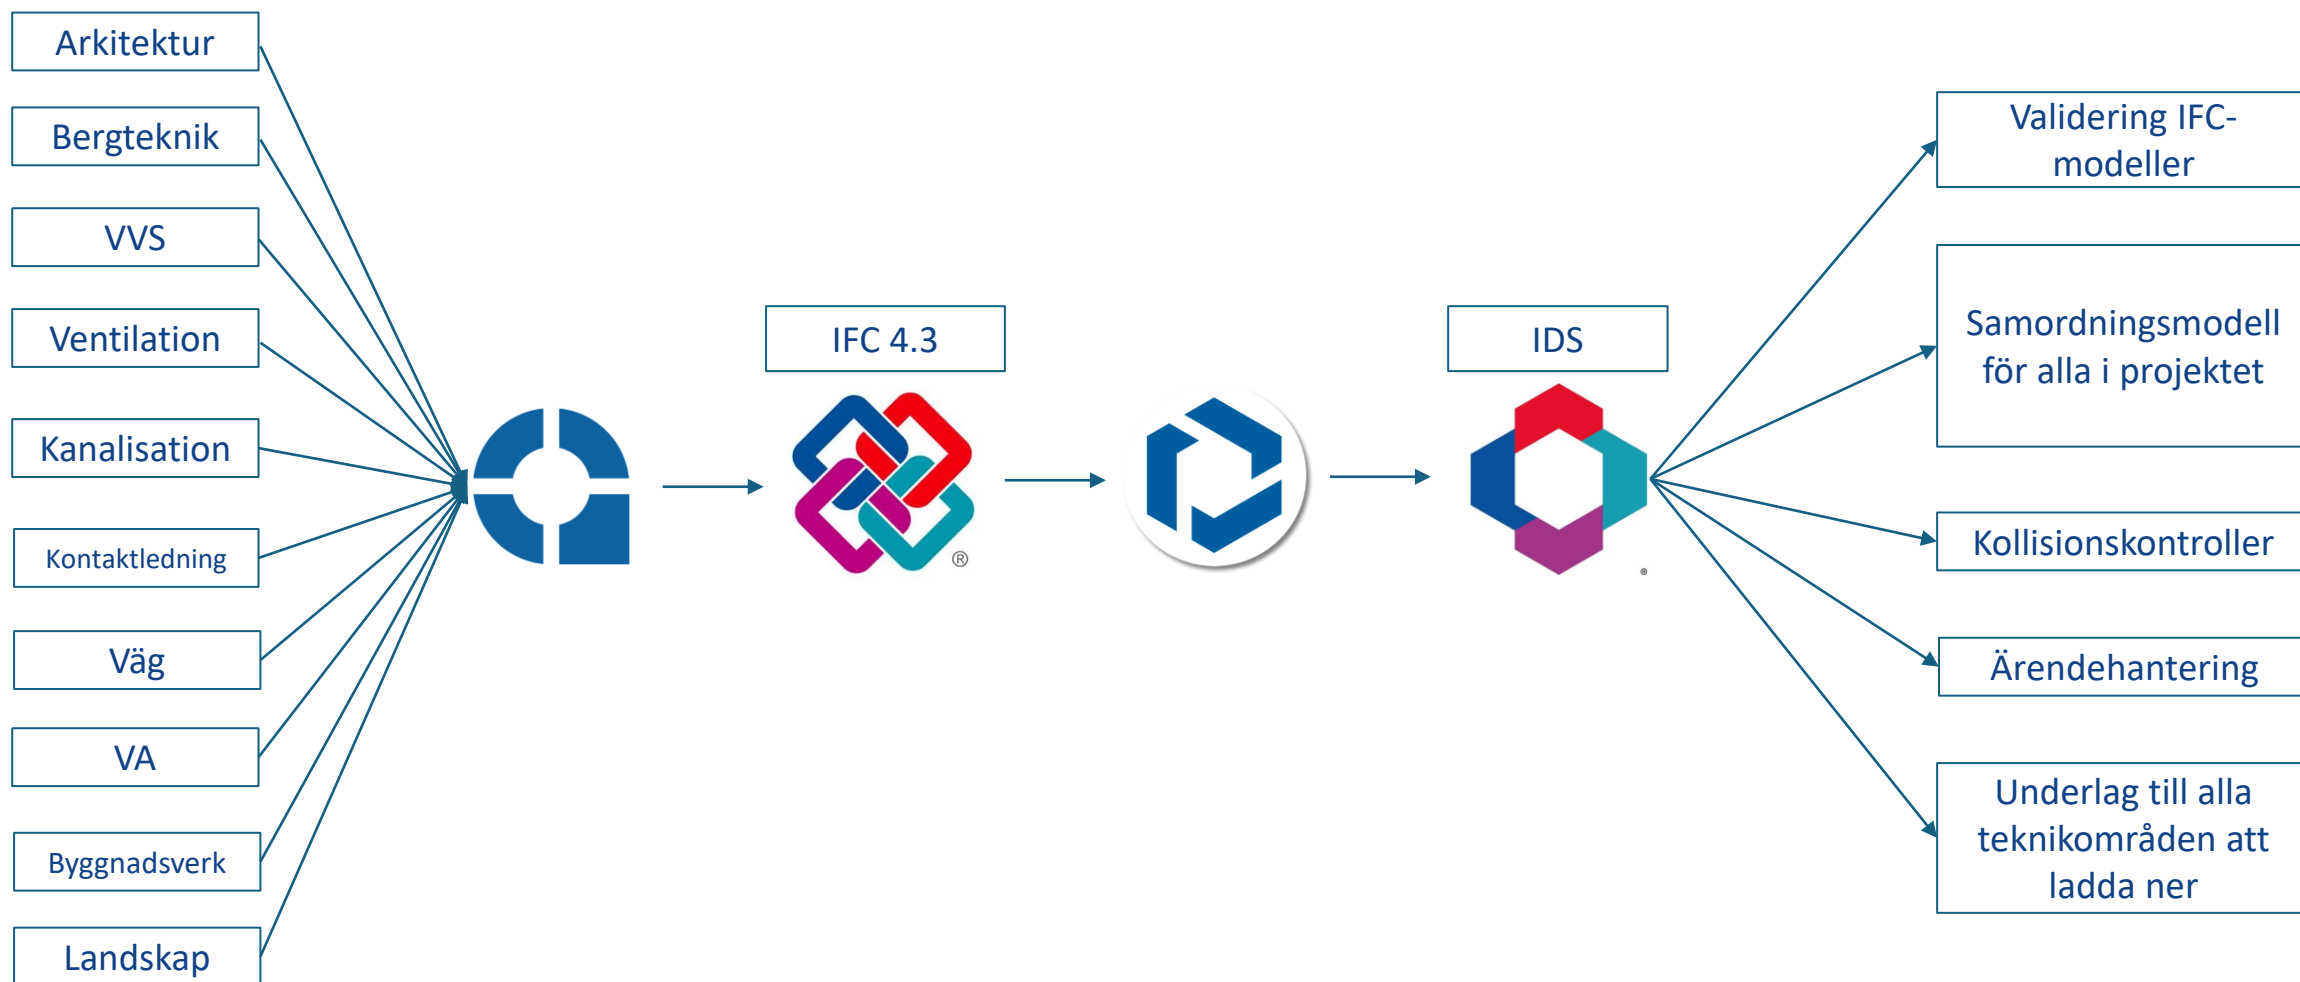 Arkitektur
Bergteknik
VVS
Ventilation
Kanalisation
Kontaktledning
Väg
VA
Byggnadsverk
Landskap
IFC 4.3
®
IDS
®
Validering IFC-
modeller
Samordningsmodell
för alla i projektet
Kollisionskontroller
Ärendehantering
Underlag till alla
teknikområden att
ladda ner